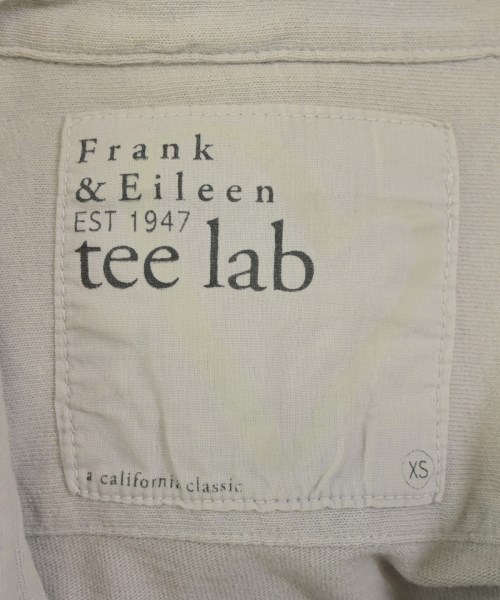 Frank
& Eileen
EST 1947
tee lab
a california classic
XS